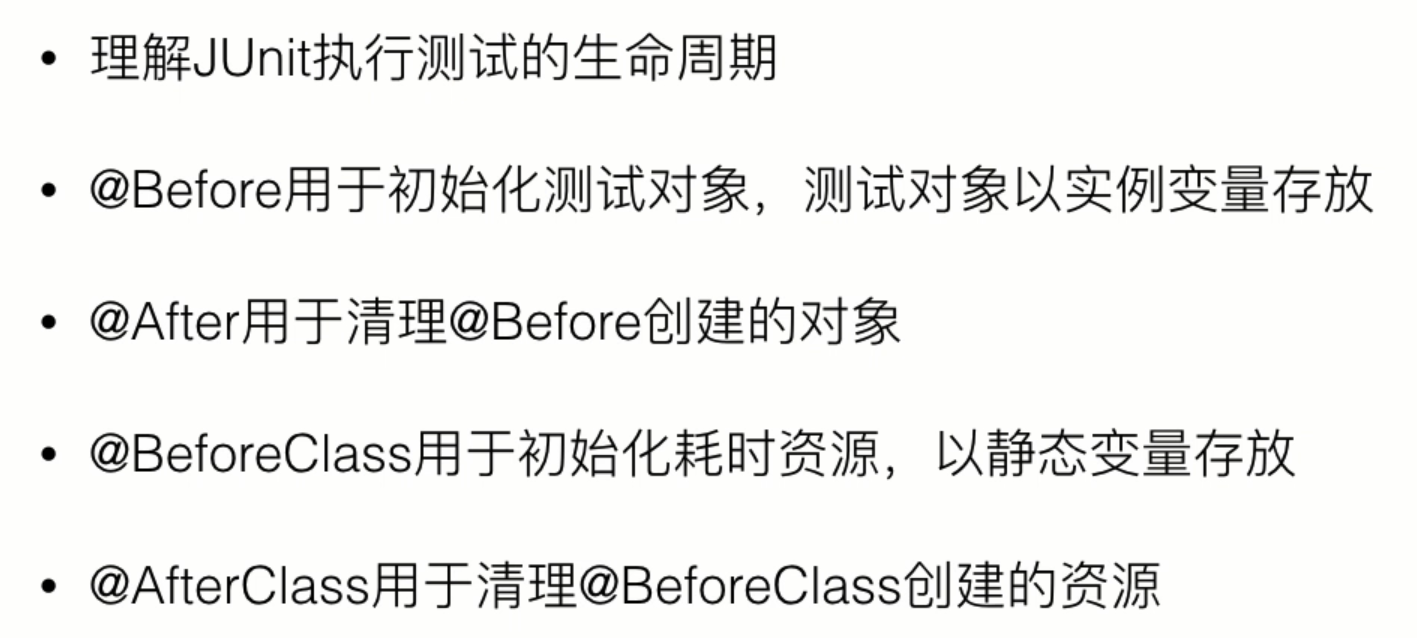 • 理解JUnit执行测试的生命周期
• @Before用于初始化测试对象，测试对象以实例变量存放
• @After用于清理@Before创建的对象
• @BeforeClass用于初始化耗时资源，以静态变量存放
• @AfterClass用于清理@BeforeClass创建的资源